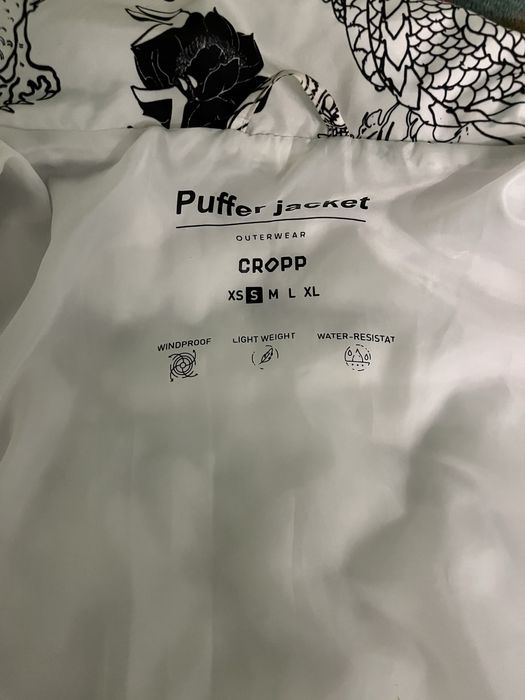 Puffer jacket
OUTERWEAR
CROPP
XS S M L XL
WINDPROOF LIGHT WEIGHT WATER-RESISTAT